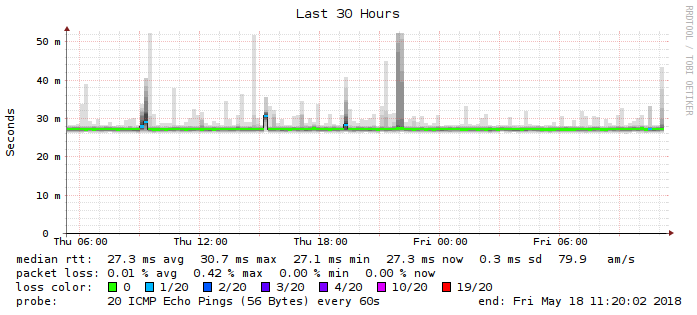 Last 30 Hours
RRDTOOL / TOBI OETIKER
Seconds
50 m
40 m
30 m
20 m
10 m
0
Thu 06:00 Thu 12:00 Thu 18:00 Fri 00:00 Fri 06:00
median rtt: 27.3 ms avg 30.7 ms max 27.1 ms min 27.3 ms now 0.3 ms sd 79.9 am/s
packet loss: 0.01 % avg 0.42 % max 0.00 % min 0.00 % now
loss color: 0 1/20 2/20 3/20 4/20 10/20 19/20
probe: 20 ICMP Echo Pings (56 Bytes) every 60s end: Fri May 18 11:20:02 2018